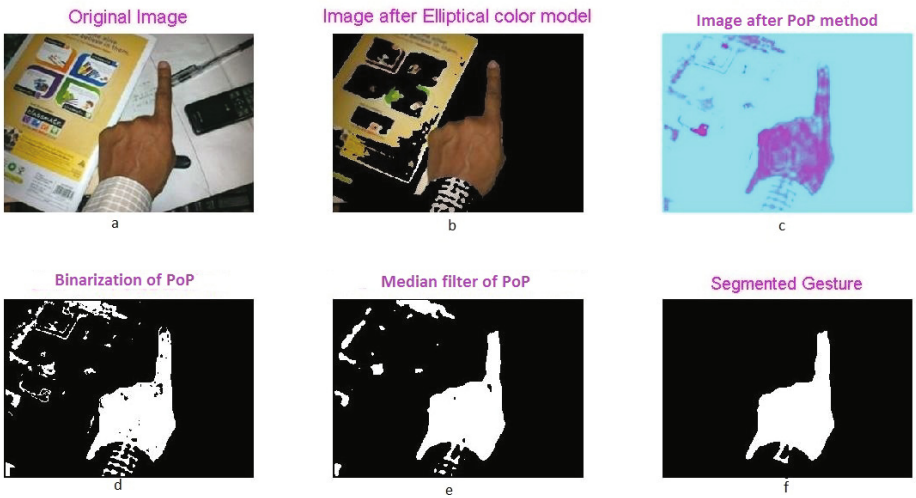 Original Image
Image after Elliptical color model
Image after PoP method
a
b
c
Binarization of PoP
Median filter of PoP
Segmented Gesture
d
e
f